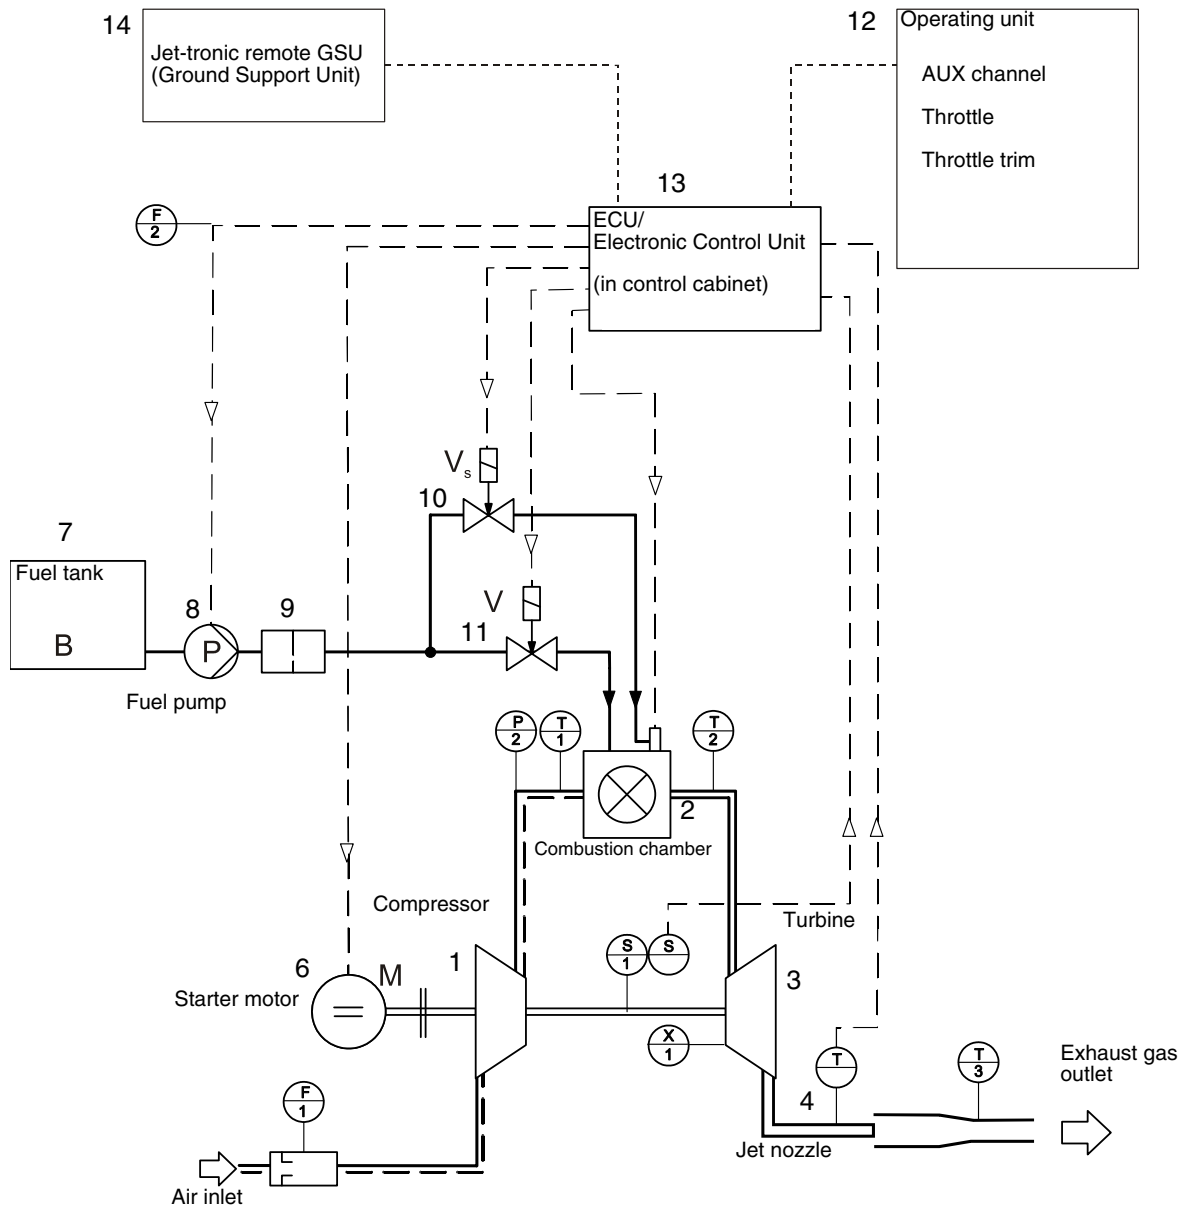 14
Jet-tronic remote GSU
(Ground Support Unit)
12
Operating unit
AUX channel
Throttle
Throttle trim
13
ECU/
Electronic Control Unit
(in control cabinet)
F
2
Vs
10
7
Fuel tank
B
8
P
Fuel pump
9
V
11
P
2
T
1
T
2
2
Combustion chamber
Compressor
Turbine
6
M
Starter motor
1
S
1
S
3
X
1
F
1
T
4
T
3
Exhaust gas
outlet
Jet nozzle
Air inlet